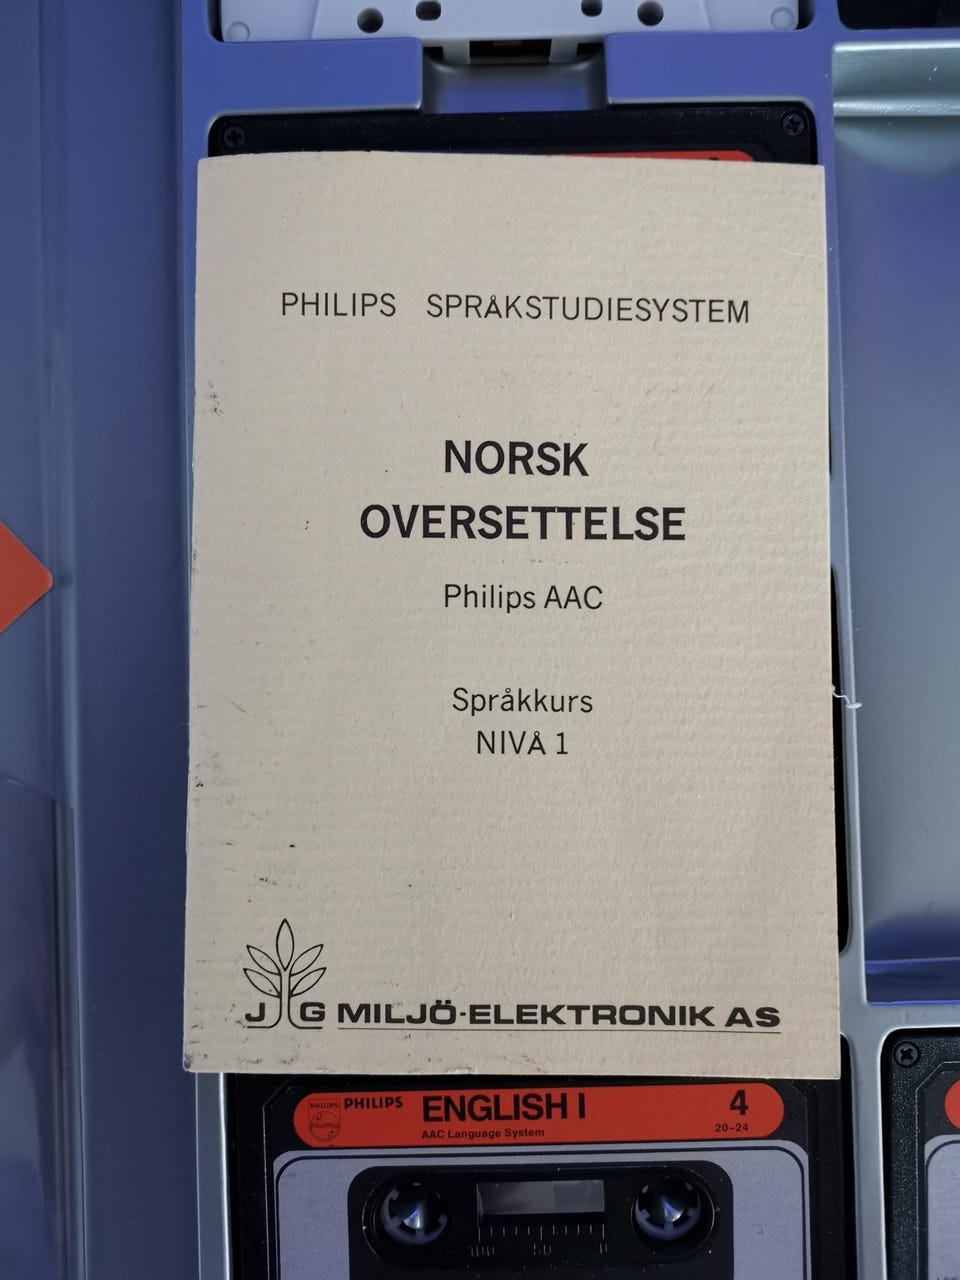 PHILIPS SPRÅKSTUDIESYSTEM
NORSK
OVERSETTELSE
Philips AAC
Språkkurs
NIVÅ 1
JG MILJÖ-ELEKTRONIK AS
PHILIPS PHILIPS ENGLISH I 4
AAC Language System 20-24
100 50 0